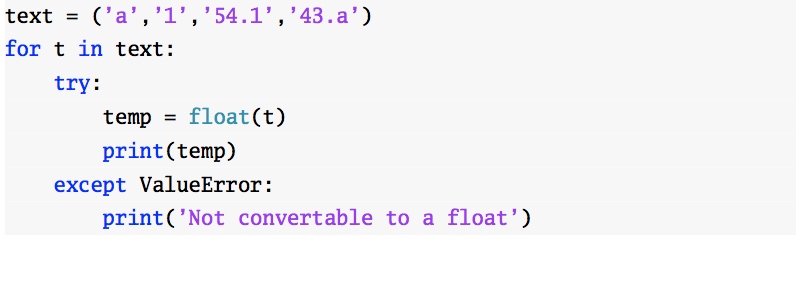 text = ('a','1','54.1','43.a')
for t in text:
    try:
        temp = float(t)
        print(temp)
    except ValueError:
        print('Not convertable to a float')